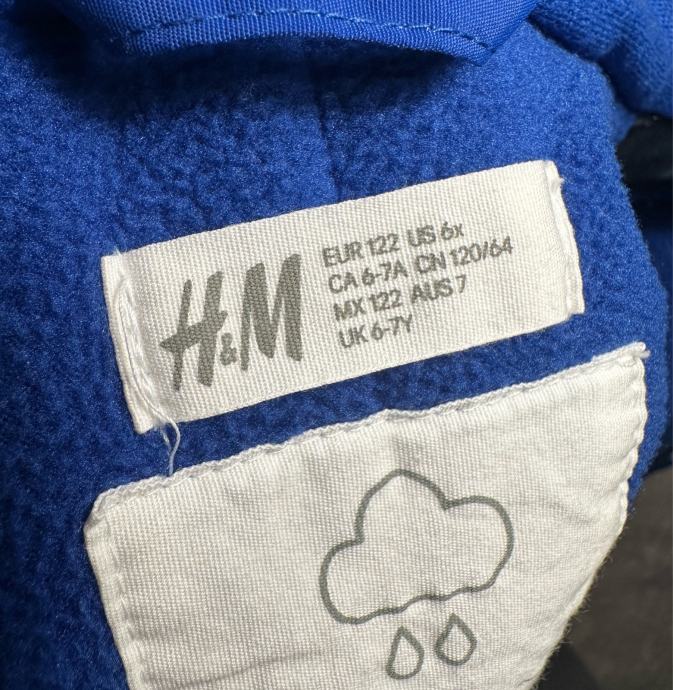 H&M
EUR 122 US 6x
CA 6-7A CN 120/64
MX 122 AUS 7
UK 6-7Y